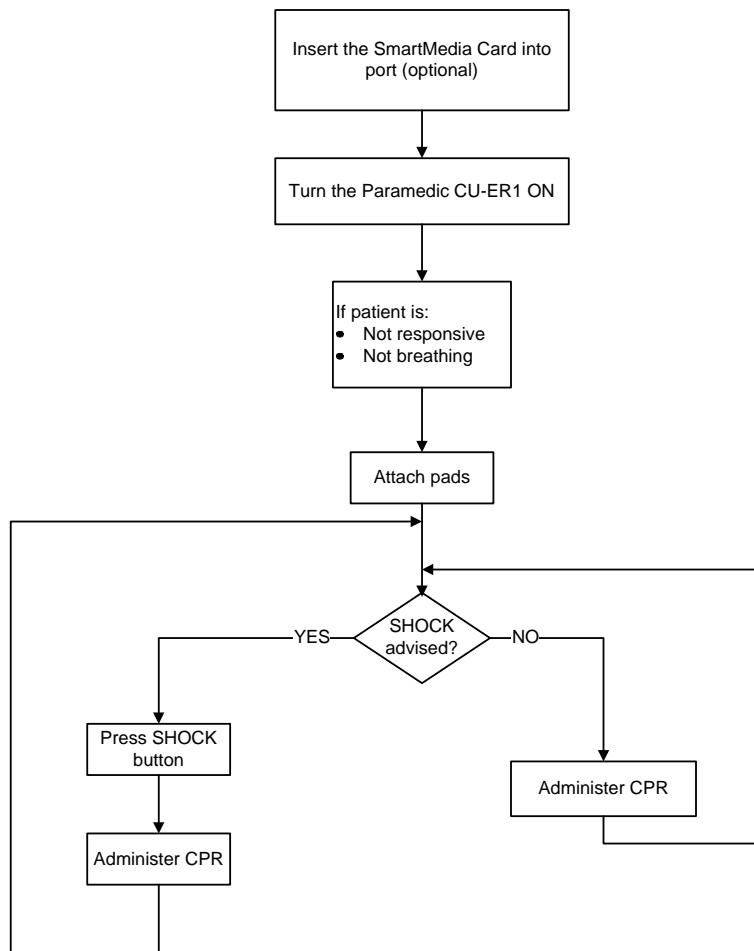 Insert the SmartMedia Card into
port (optional)
Turn the Paramedic CU-ER1 ON
If patient is:
• Not responsive
• Not breathing
Attach pads
SHOCK
advised?
YES
NO
Press SHOCK
button
Administer CPR
Administer CPR